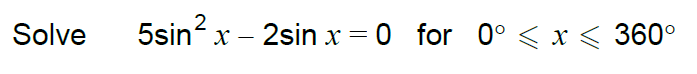 Solve 5sin² x – 2sin x = 0 for 0° ⩽ x ⩽ 360°